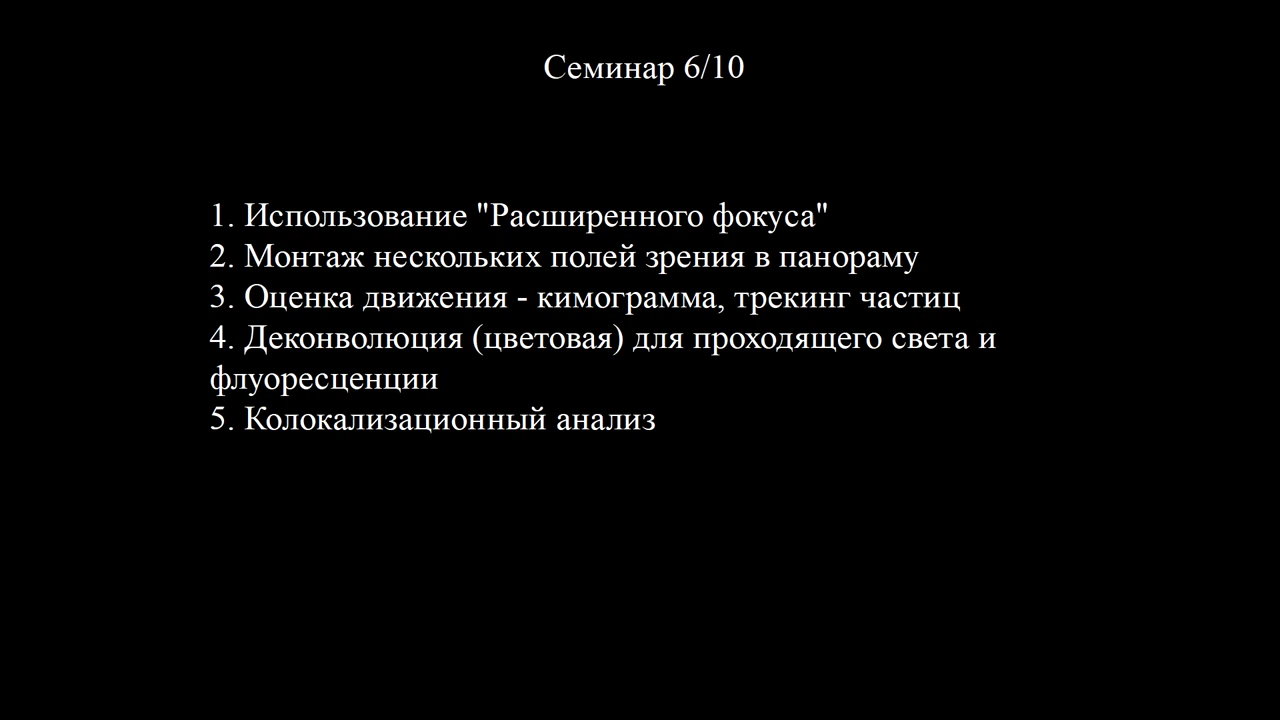 Семинар 6/10
1. Использование "Расширенного фокуса"
2. Монтаж нескольких полей зрения в панораму
3. Оценка движения - кимограмма, трекинг частиц
4. Деконволюция (цветовая) для проходящего света и
флуоресценции
5. Колокализационный анализ